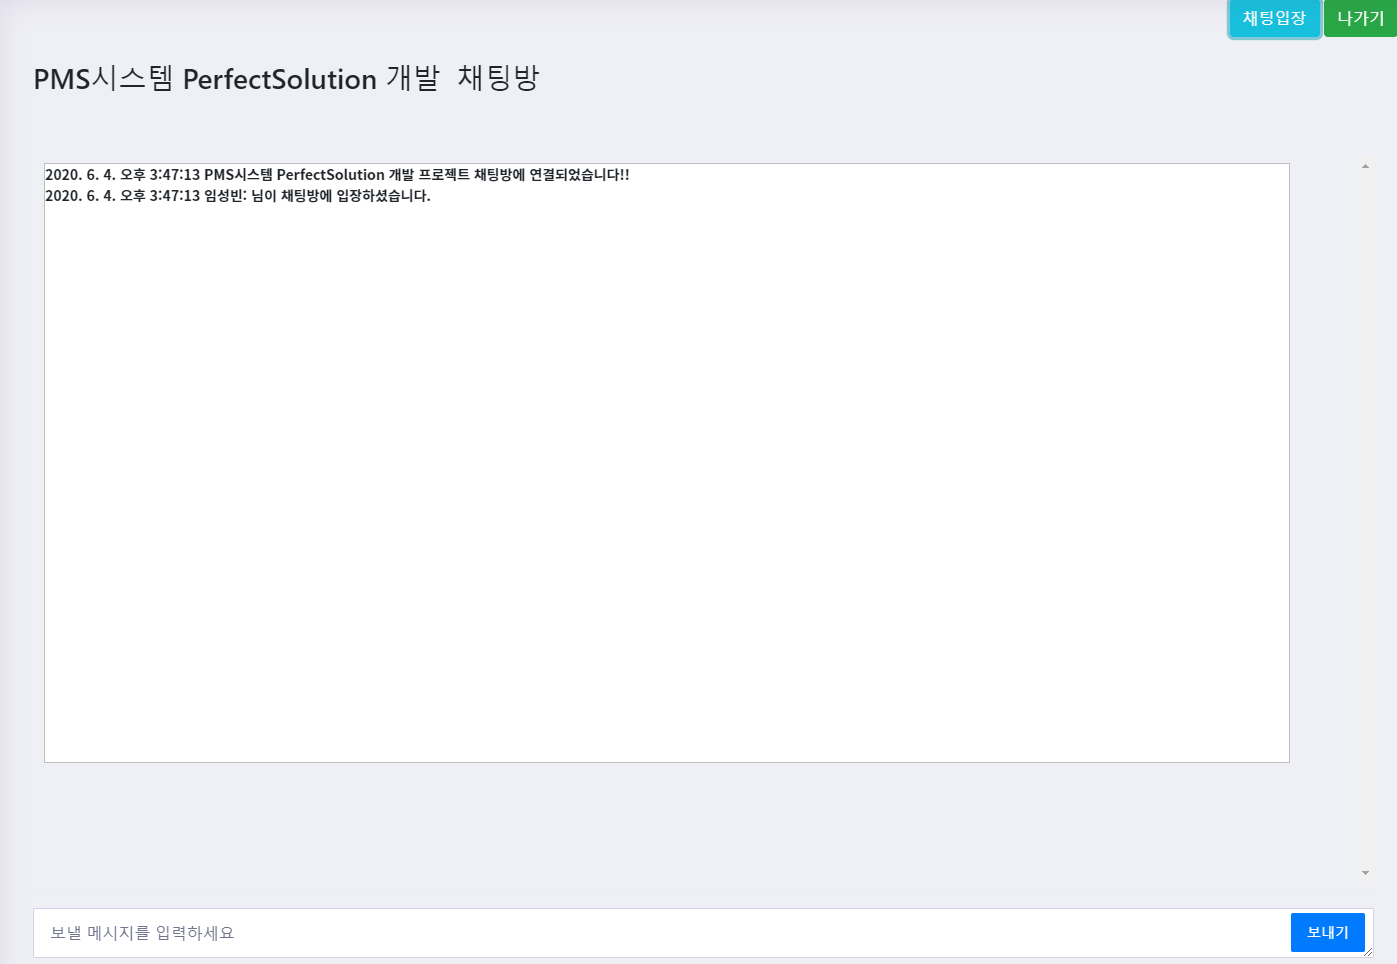 채팅입장 나가기
PMS시스템 PerfectSolution 개발 채팅방
2020. 6. 4. 오후 3:47:13 PMS시스템 PerfectSolution 개발 프로젝트 채팅방에 연결되었습니다!!
2020. 6. 4. 오후 3:47:13 임성빈: 님이 채팅방에 입장하셨습니다.
보낼 메시지를 입력하세요 보내기